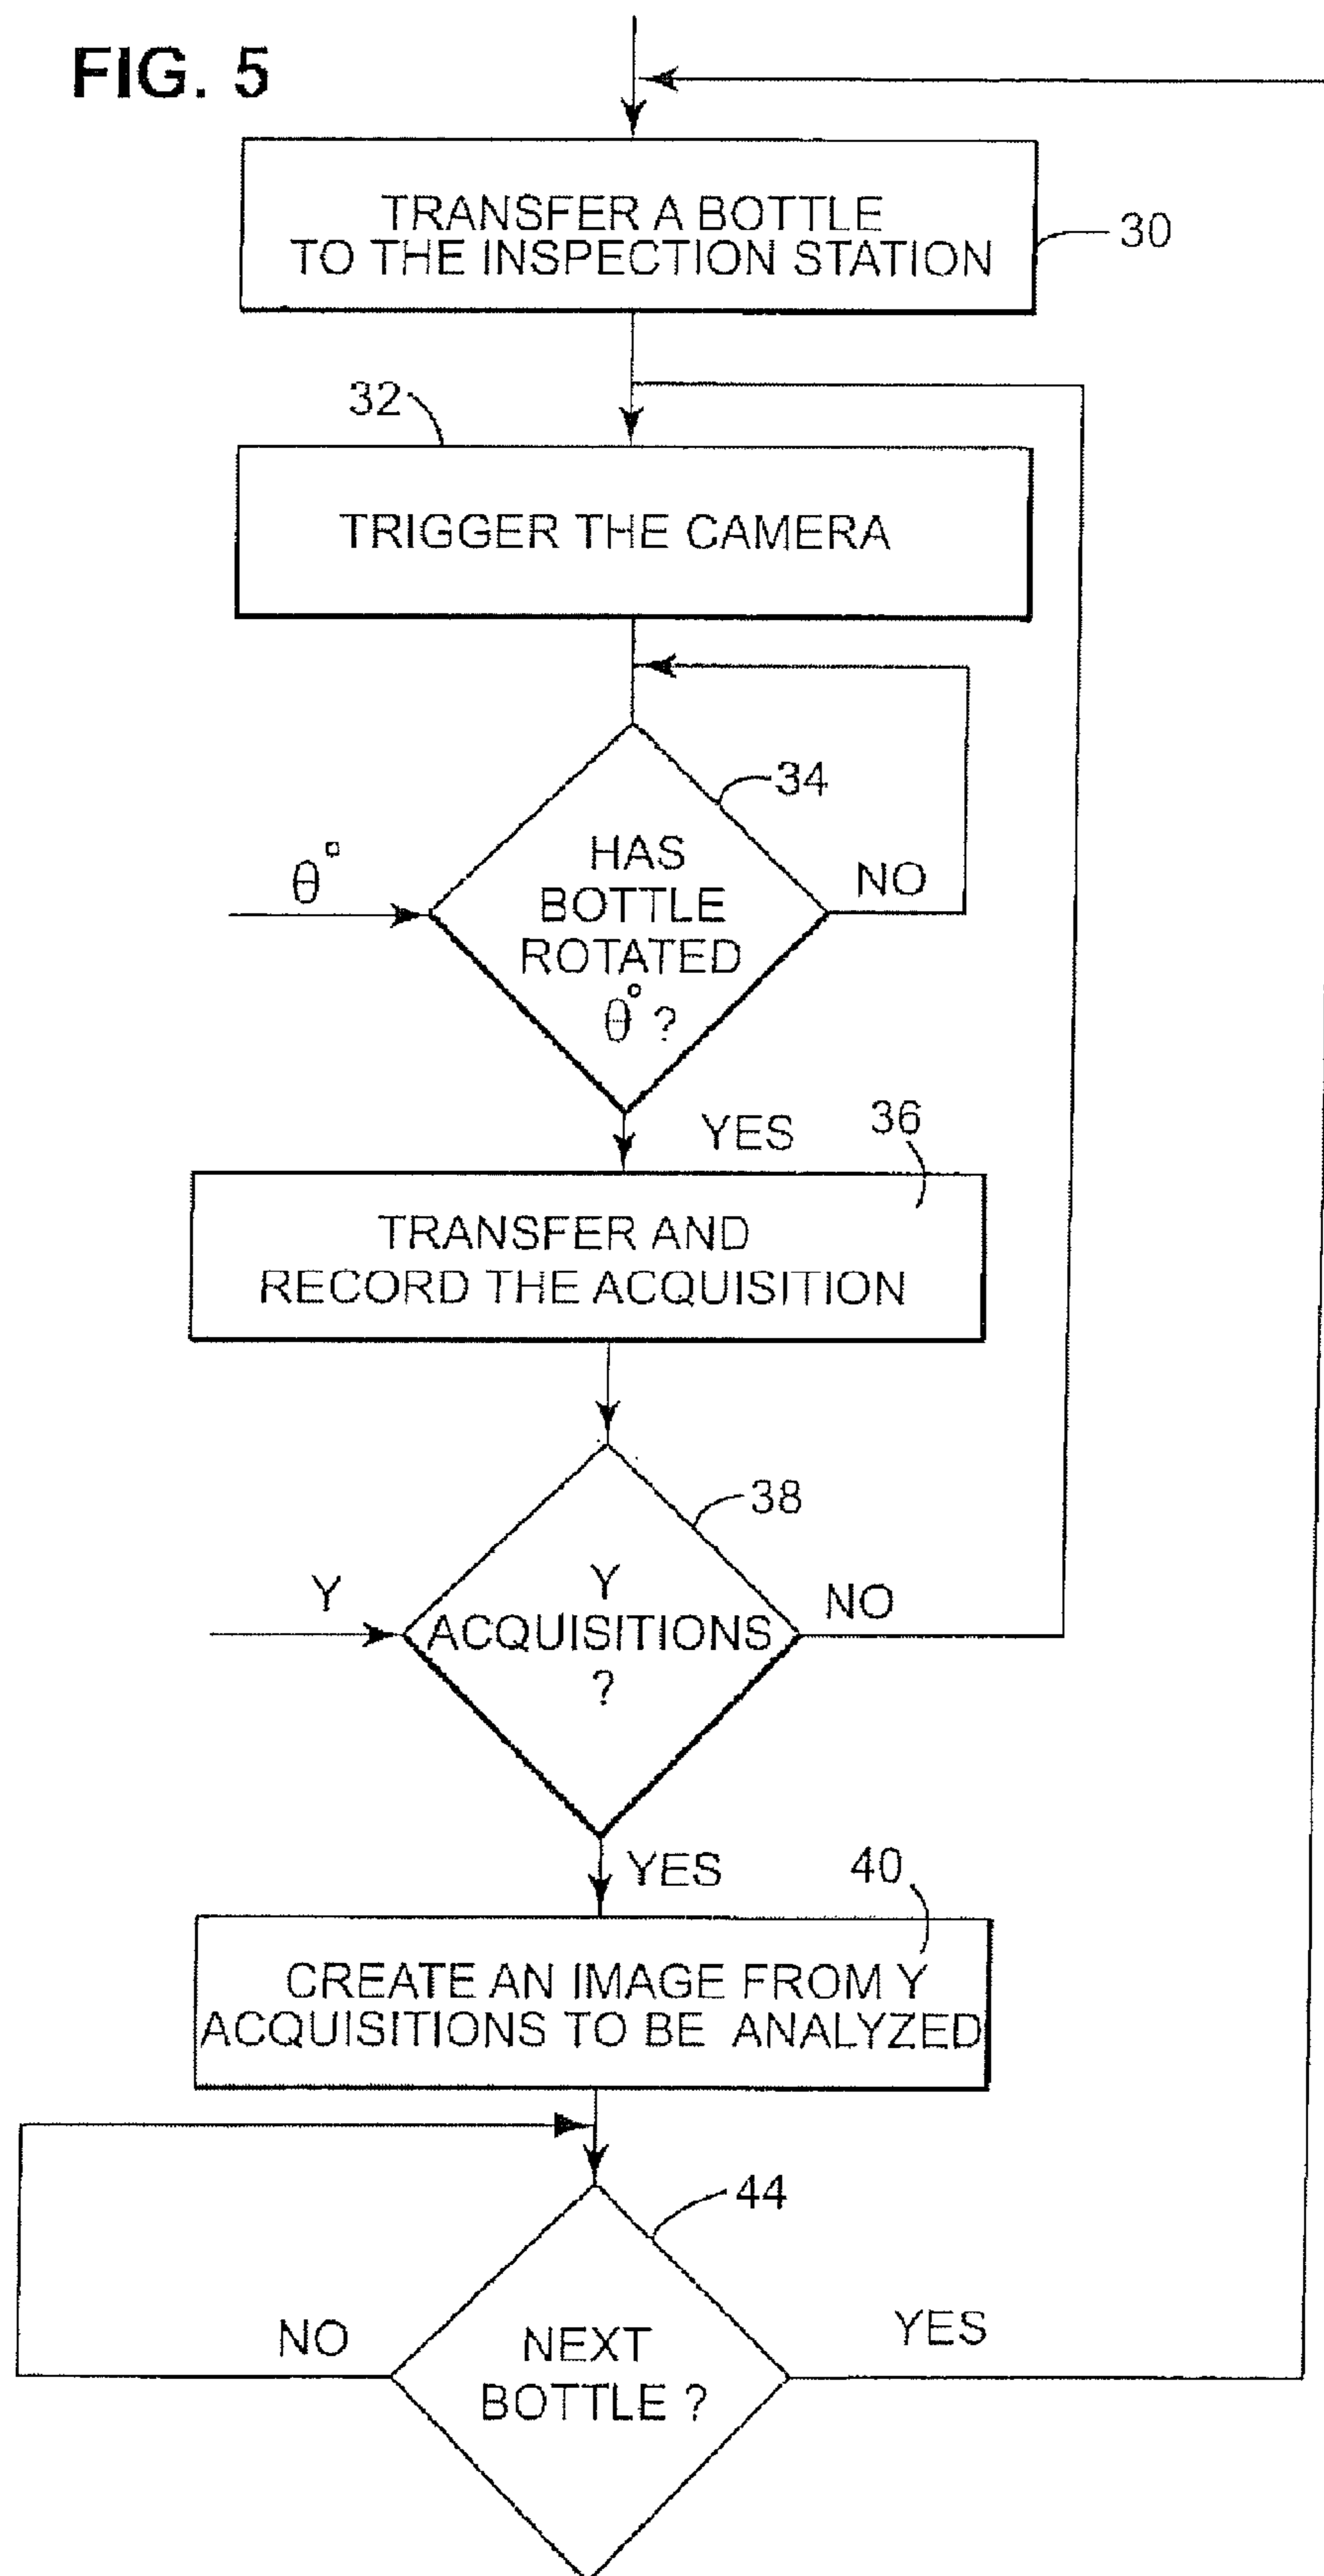 FIG. 5
TRANSFER A BOTTLE
TO THE INSPECTION STATION
30
32
TRIGGER THE CAMERA
34
θ°
HAS
BOTTLE
ROTATED
θ° ?
NO
YES
36
TRANSFER AND
RECORD THE ACQUISITION
38
Y
Y
ACQUISITIONS
?
NO
YES
40
CREATE AN IMAGE FROM Y
ACQUISITIONS TO BE ANALYZED
44
NO
NEXT
BOTTLE ?
YES